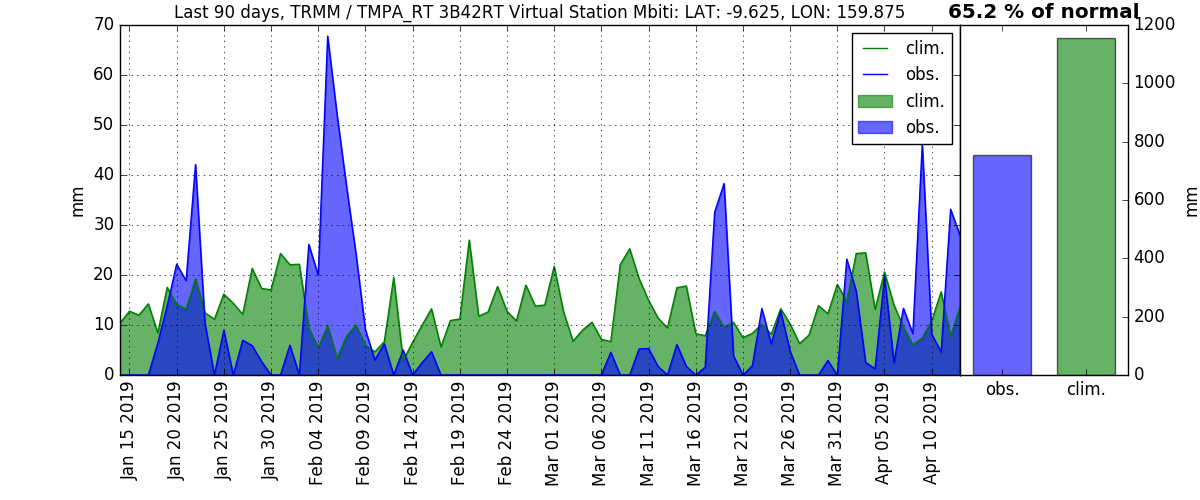 Last 90 days, TRMM / TMPA_RT 3B42RT Virtual Station Mbiti: LAT: -9.625, LON: 159.875
65.2 % of normal
70
60
50
40
30
20
10
0
mm
clim.
obs.
clim.
obs.
1200
1000
800
600
400
200
0
mm
Jan 15 2019
Jan 20 2019
Jan 25 2019
Jan 30 2019
Feb 04 2019
Feb 09 2019
Feb 14 2019
Feb 19 2019
Feb 24 2019
Mar 01 2019
Mar 06 2019
Mar 11 2019
Mar 16 2019
Mar 21 2019
Mar 26 2019
Mar 31 2019
Apr 05 2019
Apr 10 2019
obs.
clim.